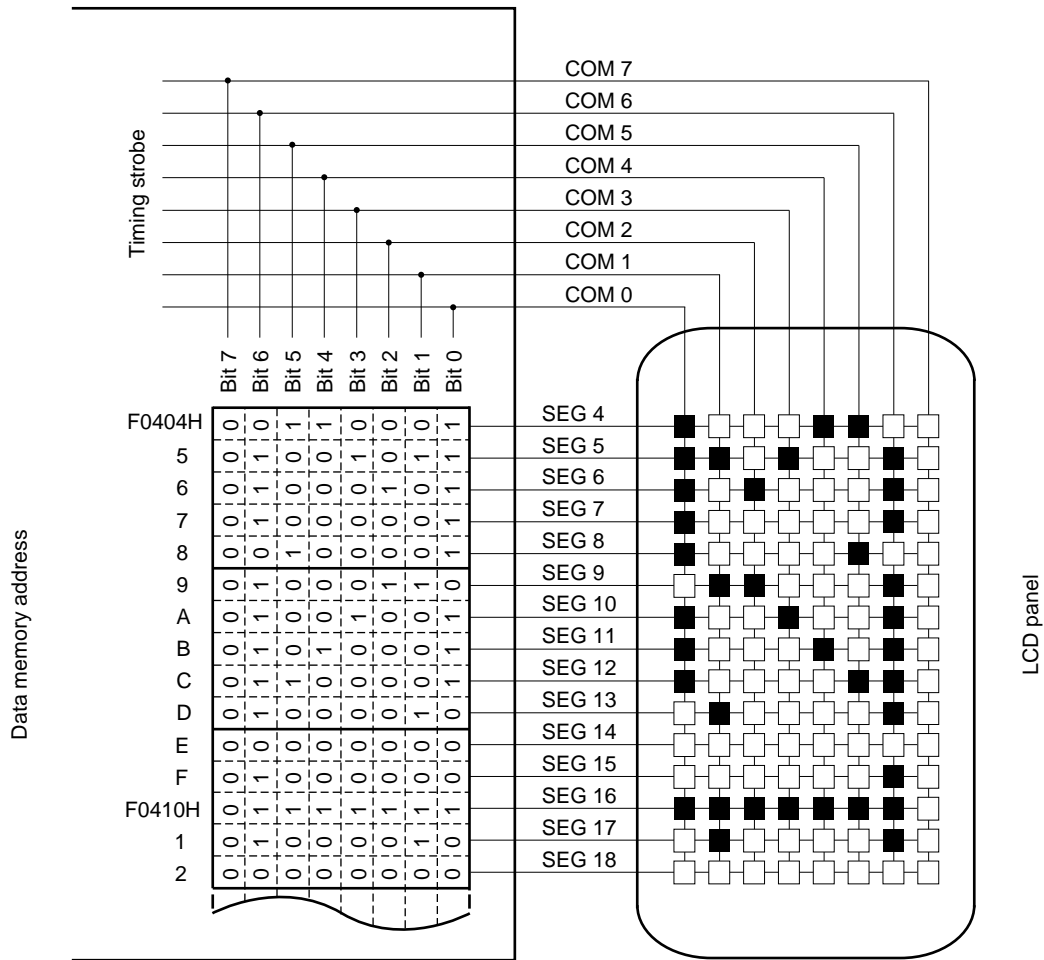 COM 7
COM 6
COM 5
COM 4
COM 3
COM 2
COM 1
COM 0
Timing strobe
Bit 7 Bit 6 Bit 5 Bit 4 Bit 3 Bit 2 Bit 1 Bit 0
F0404H 0 0 1 1 0 0 0 1 SEG 4
5 0 1 0 0 1 0 1 1 SEG 5
6 0 1 0 0 0 1 0 1 SEG 6
7 0 1 0 0 0 0 0 1 SEG 7
8 0 0 1 0 0 0 0 1 SEG 8
9 0 1 0 0 0 1 1 0 SEG 9
A 0 1 0 0 1 0 0 1 SEG 10
B 0 1 0 1 0 0 0 1 SEG 11
C 0 1 1 0 0 0 0 1 SEG 12
D 0 1 0 0 0 0 1 0 SEG 13
E 0 0 0 0 0 0 0 0 SEG 14
F 0 1 0 0 0 0 0 0 SEG 15
F0410H 0 1 1 1 1 1 1 1 SEG 16
1 0 1 0 0 0 0 1 0 SEG 17
2 0 0 0 0 0 0 0 0 SEG 18
Data memory address
LCD panel